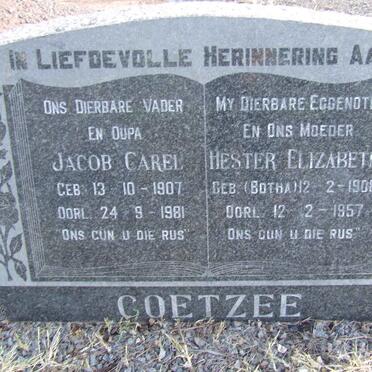 IN LIEFDEVOLLE HERINNERING AA
ONS DIERBARE VADER
EN OUPA
JACOB CAREL
GEB: 13-10-1907
OORL. 24-9-1981
"ONS GUN U DIE RUS"
MY DIERBARE EGGENOTE
EN ONS MOEDER
HESTER ELIZABETH
GEB (BOTHA) 12-2-190
OORL: 12-2-1957
"ONS GUN U DIE RUS"
COETZEE